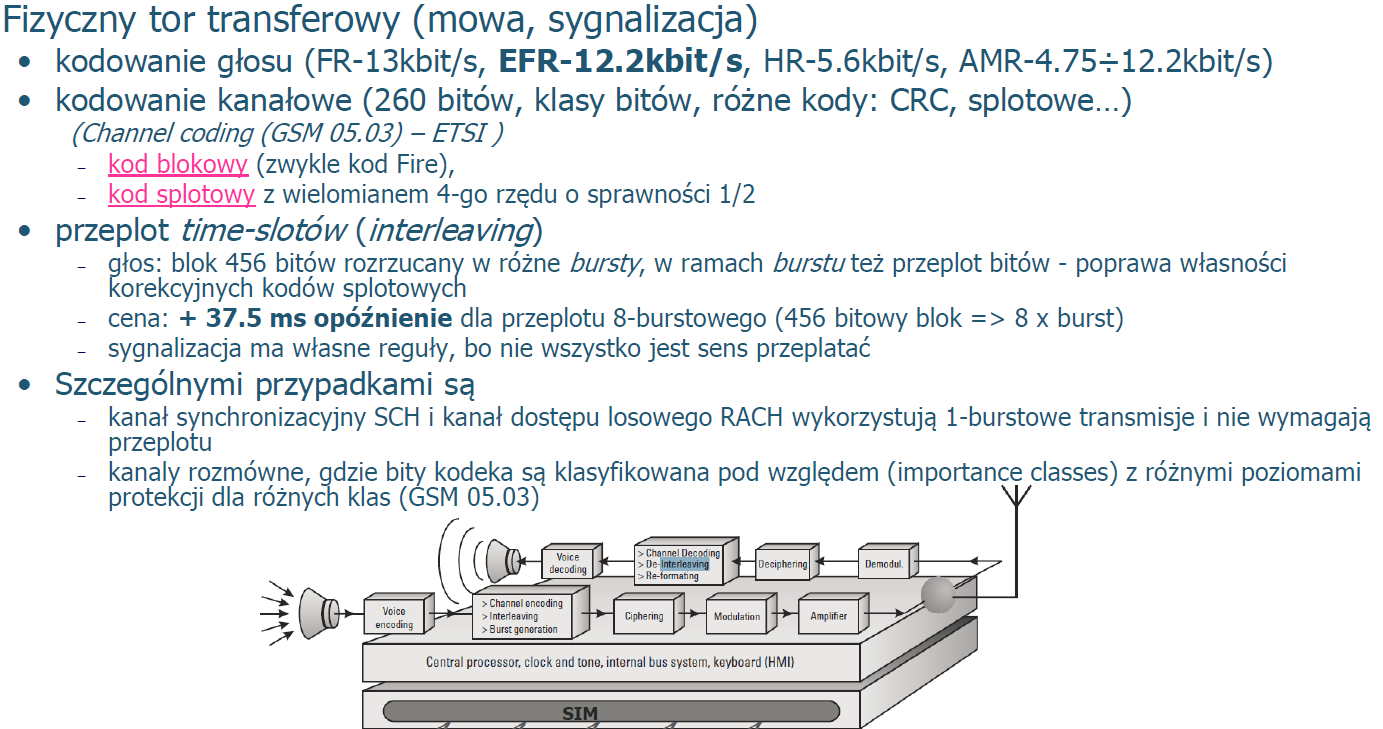 Fizyczny tor transferowy (mowa, sygnalizacja)
• kodowanie głosu (FR-13kbit/s, EFR-12.2kbit/s, HR-5.6kbit/s, AMR-4.75÷12.2kbit/s)
• kodowanie kanałowe (260 bitów, klasy bitów, różne kody: CRC, splotowe…)
(Channel coding (GSM 05.03) – ETSI )
– kod blokowy (zwykle kod Fire),
– kod splotowy z wielomianem 4-go rzędu o sprawności 1/2
• przeplot time-slotów (interleaving)
– głos: blok 456 bitów rozrzucany w różne bursty, w ramach burstu też przeplot bitów - poprawa własności
korekcyjnych kodów splotowych
– cena: + 37.5 ms opóźnienie dla przeplotu 8-burstowego (456 bitowy blok => 8 x burst)
– sygnalizacja ma własne reguły, bo nie wszystko jest sens przeplatać
• Szczególnymi przypadkami są
– kanał synchronizacyjny SCH i kanał dostępu losowego RACH wykorzystują 1-burstowe transmisje i nie wymagają
przeplotu
– kanaly rozmówne, gdzie bity kodeka są klasyfikowana pod względem (importance classes) z różnymi poziomami
protekcji dla różnych klas (GSM 05.03)
Voice
decoding
> Channel Decoding
> De-Interleaving
> Re-formating
Deciphering
Demodul.
Voice
encoding
> Channel encoding
> Interleaving
> Burst generation
Ciphering
Modulation
Amplifier
Central processor, clock and tone, internal bus system, keyboard (HMI)
SIM